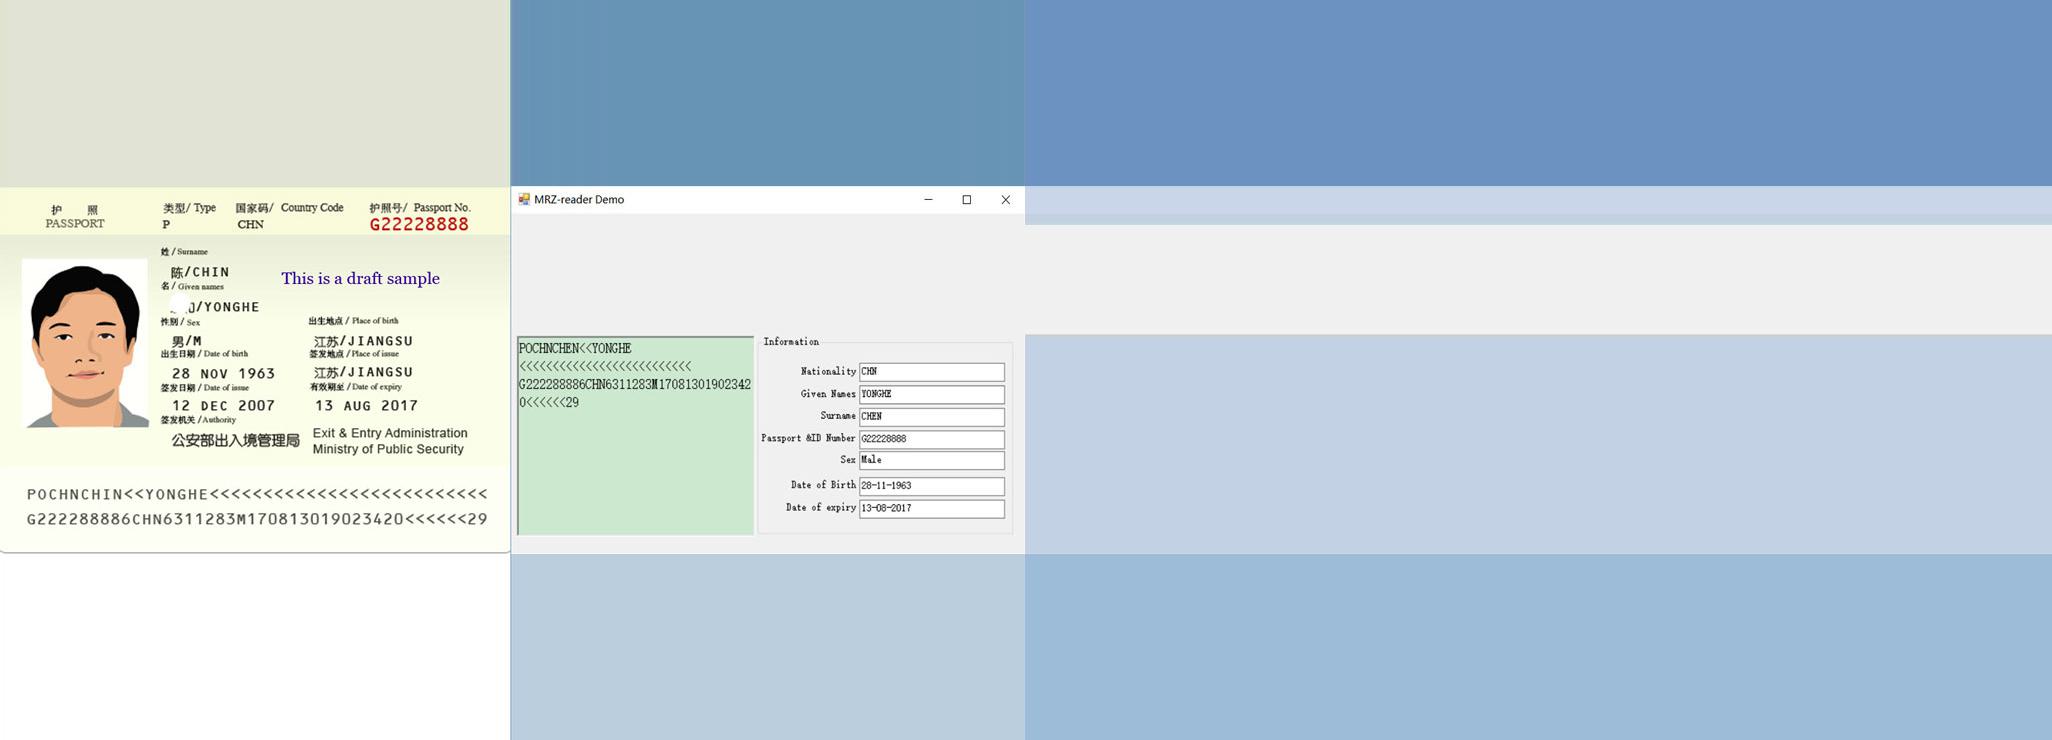 护 照
PASSPORT
类型/ Type
P
国家码/ Country Code
CHN
护照号/ Passport No.
G22228888
姓 / Surname
陈/CHIN
This is a draft sample
名 / Given names
/YONGHE
性别 / Sex
男/M
出生地点 / Place of birth
江苏/JIANGSU
出生日期 / Date of birth
28 NOV 1963
签发地点 / Place of issue
江苏/JIANGSU
签发日期 / Date of issue
12 DEC 2007
有效期至 / Date of expiry
13 AUG 2017
签发机关 / Authority
公安部出入境管理局
Exit & Entry Administration
Ministry of Public Security
POCHNCHIN<<YONGHE<<<<<<<<<<<<<<<<<<<<<<<<<<
G222288886CHN6311283M170813019023420<<<<<<29
MRZ-reader Demo
POCHNCHEN<<YONGHE
<<<<<<<<<<<<<<<<<<<<<<<<<<
G222288886CHN6311283M17081301902342
0<<<<<<29
Information
Nationality CHN
Given Names YONGHE
Surname CHEN
Passport &ID Number G22228888
Sex Male
Date of Birth 28-11-1963
Date of expiry 13-08-2017